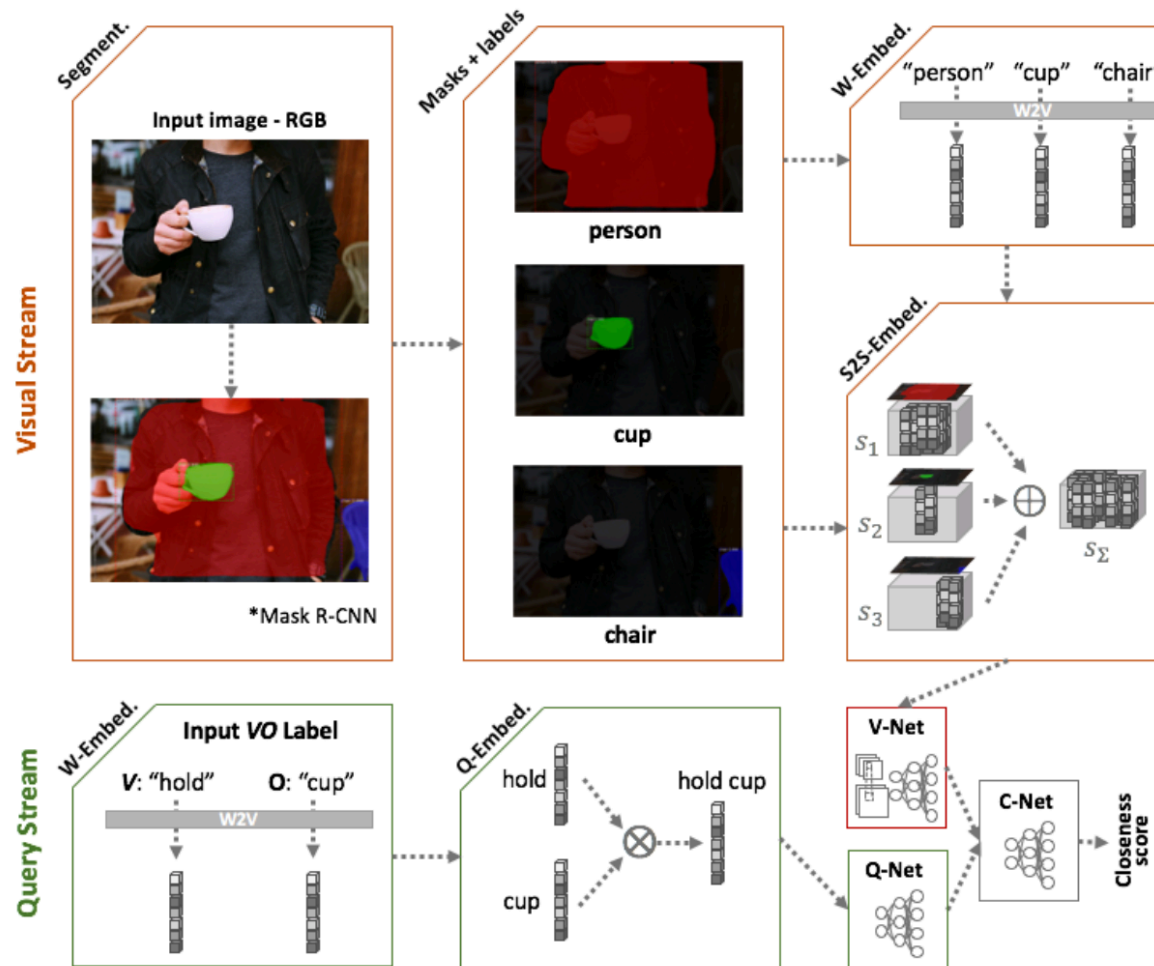 Visual Stream
Segment.
Input image - RGB
*Mask R-CNN
Masks + labels
person
cup
chair
W-Embed.
“person” “cup” “chair
W2V
S2S-Embed.
s1
s2
s3
sΣ
Query Stream
W-Embed.
Input VO Label
V: “hold” O: “cup”
W2V
Q-Embed.
hold
cup
hold cup
V-Net
Q-Net
C-Net
Closeness
score